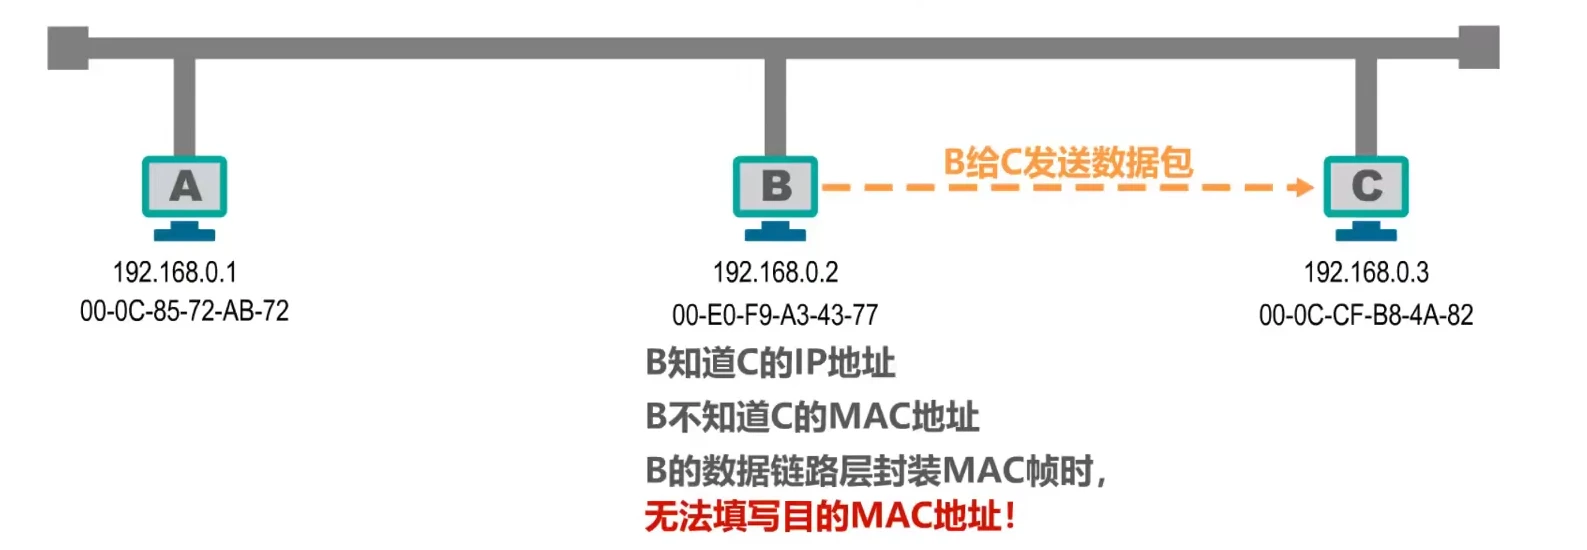 B给C发送数据包
A
B
C
192.168.0.1
192.168.0.2
192.168.0.3
00-0C-85-72-AB-72
00-E0-F9-A3-43-77
00-0C-CF-B8-4A-82
B知道C的IP地址
B不知道C的MAC地址
B的数据链路层封装MAC帧时，
无法填写目的MAC地址！